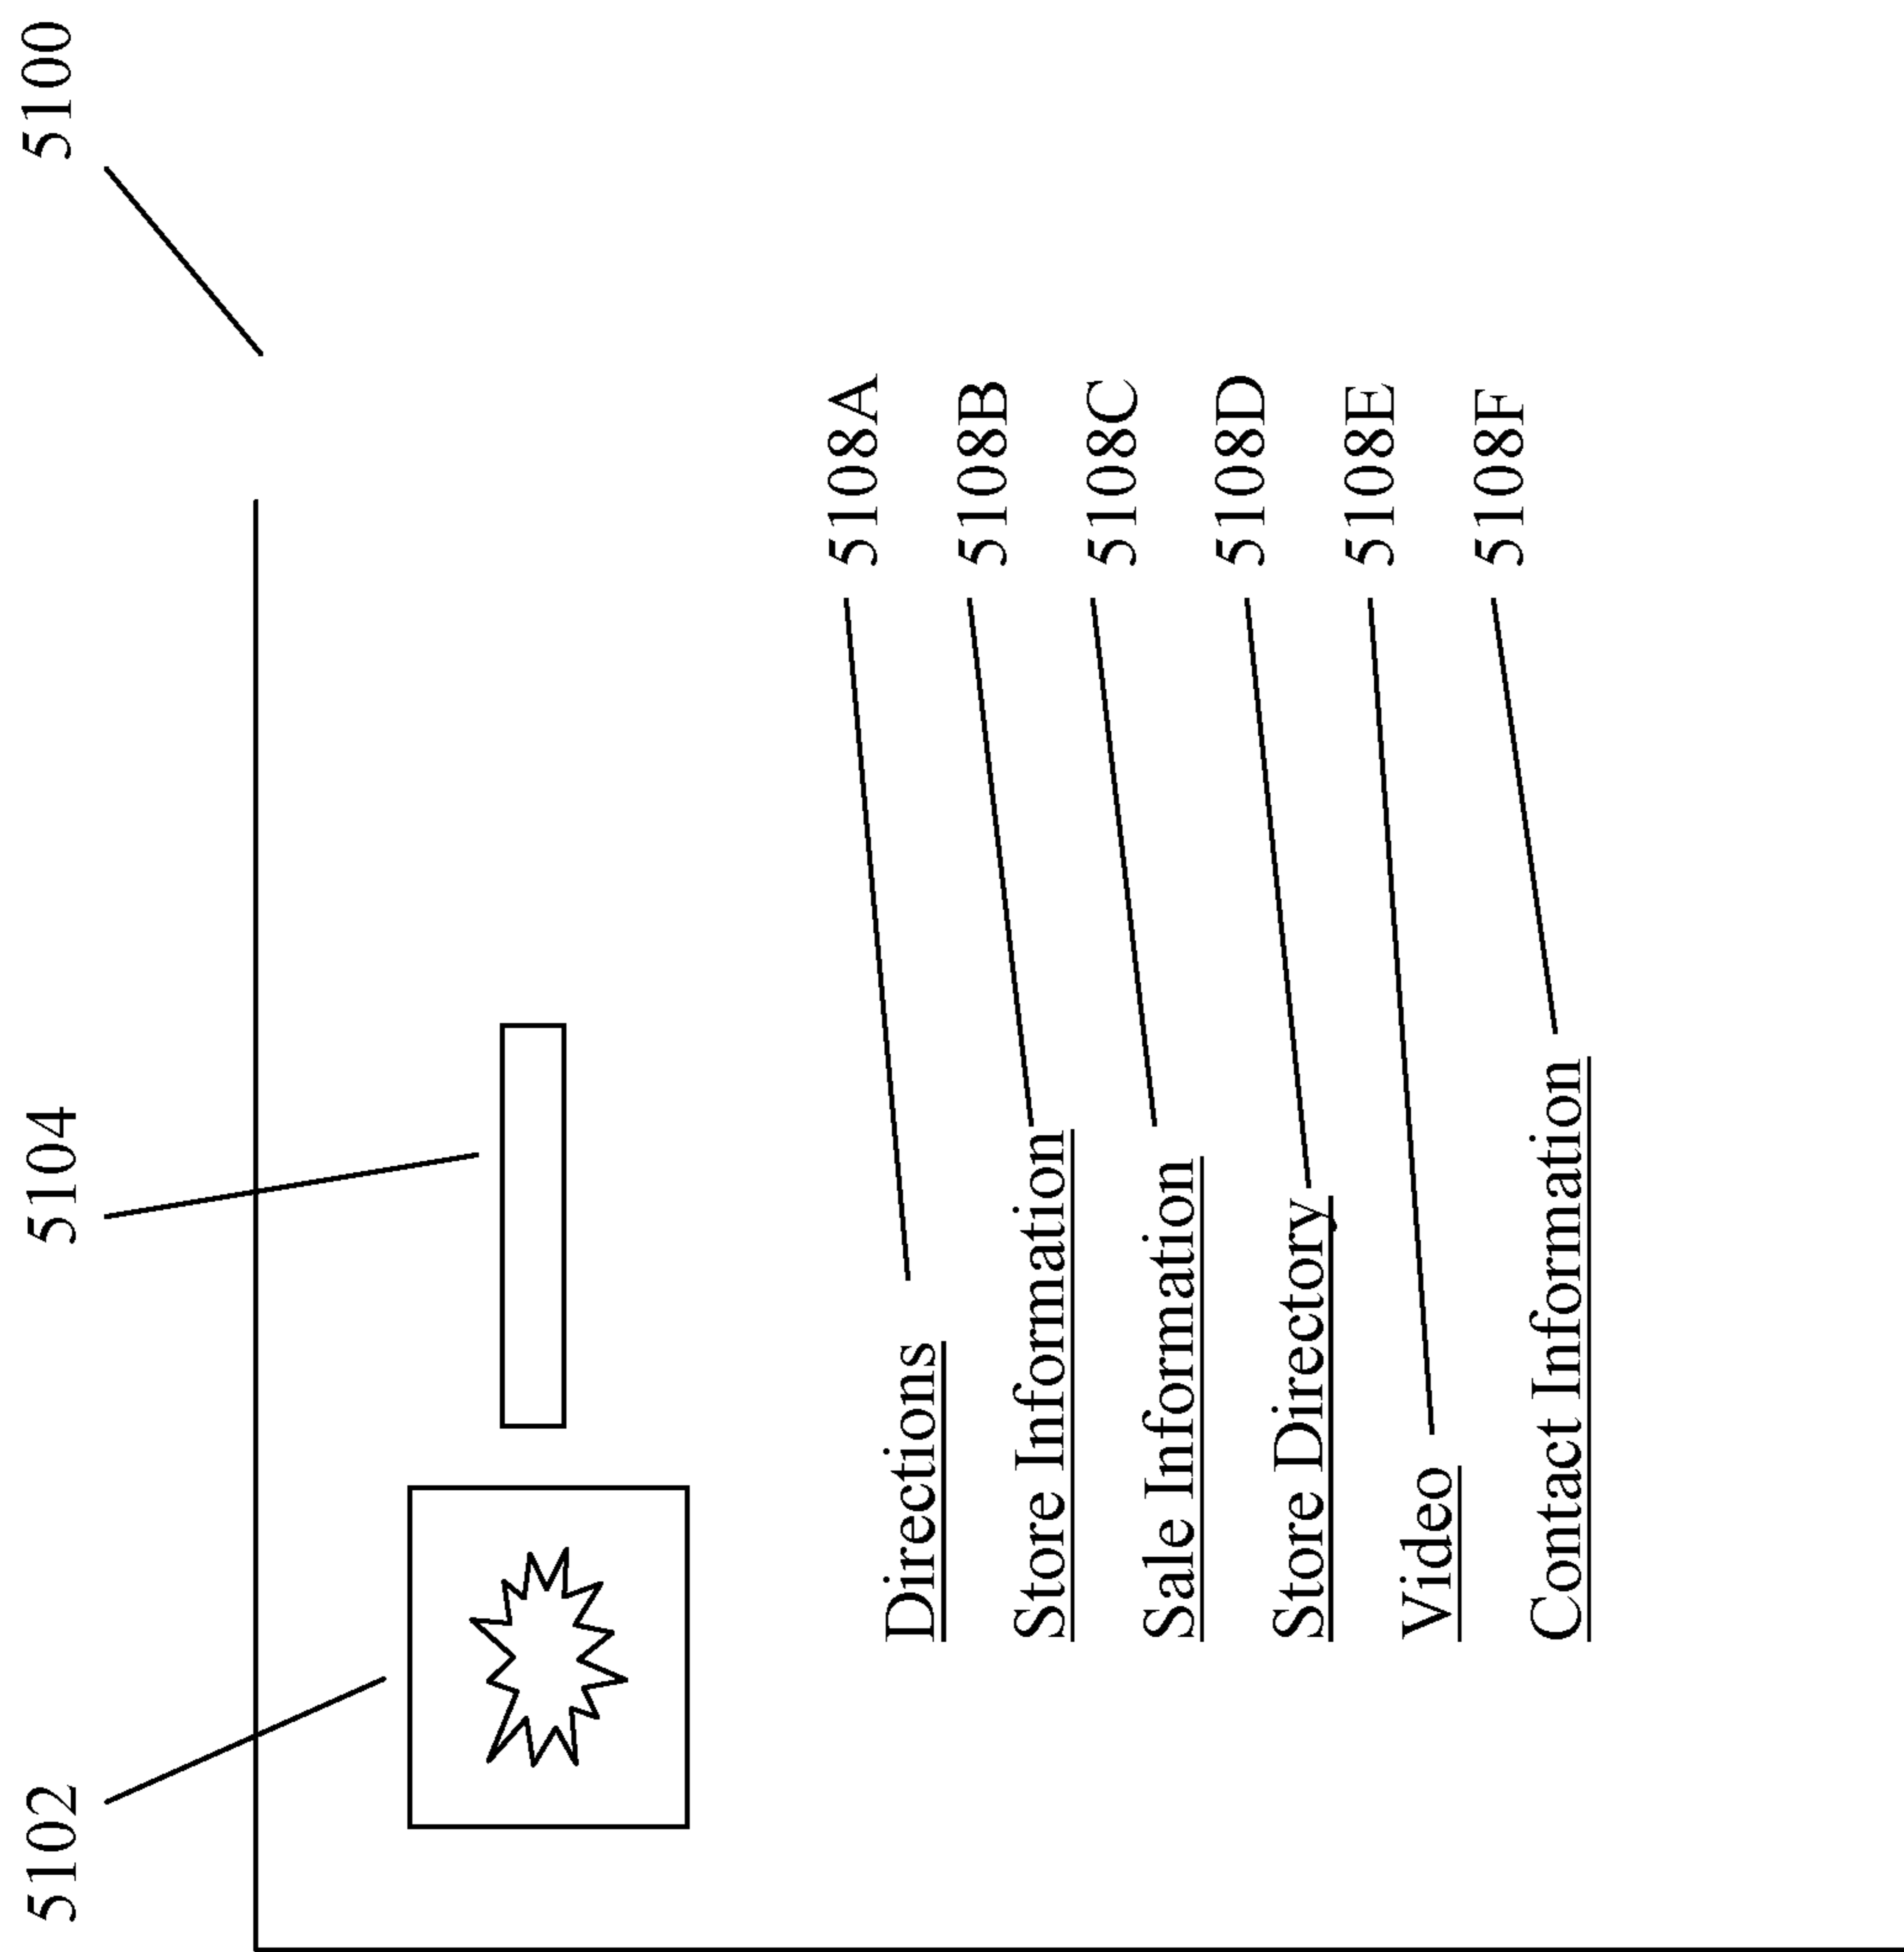 5102 5104 5100
Directions 5108A
Store Information 5108B
Sale Information 5108C
Store Directory 5108D
Video 5108E
Contact Information 5108F